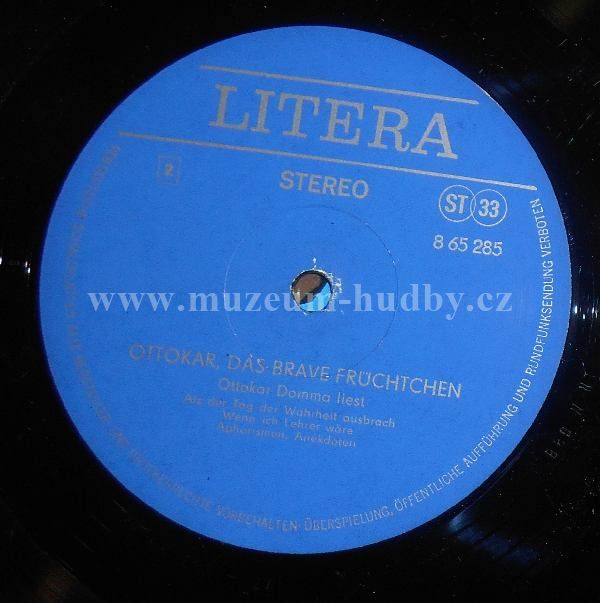 LITERA
2
STEREO
ST 33
8 65 285
www.muzeum-hudby.cz
OTTOKAR, DAS BRAVE FRÜCHTCHEN
Ottokar Domma liest
Als der Tag der Wahrheit ausbrach
Wenn ich Lehrer wäre
Aphorismen, Anekdoten
VORBEHALTEN·ÜBERSPIELUNG, ÖFFENTLICHE AUFFÜHRUNG UND RUNDFUNKSENDUNG VERBOTEN